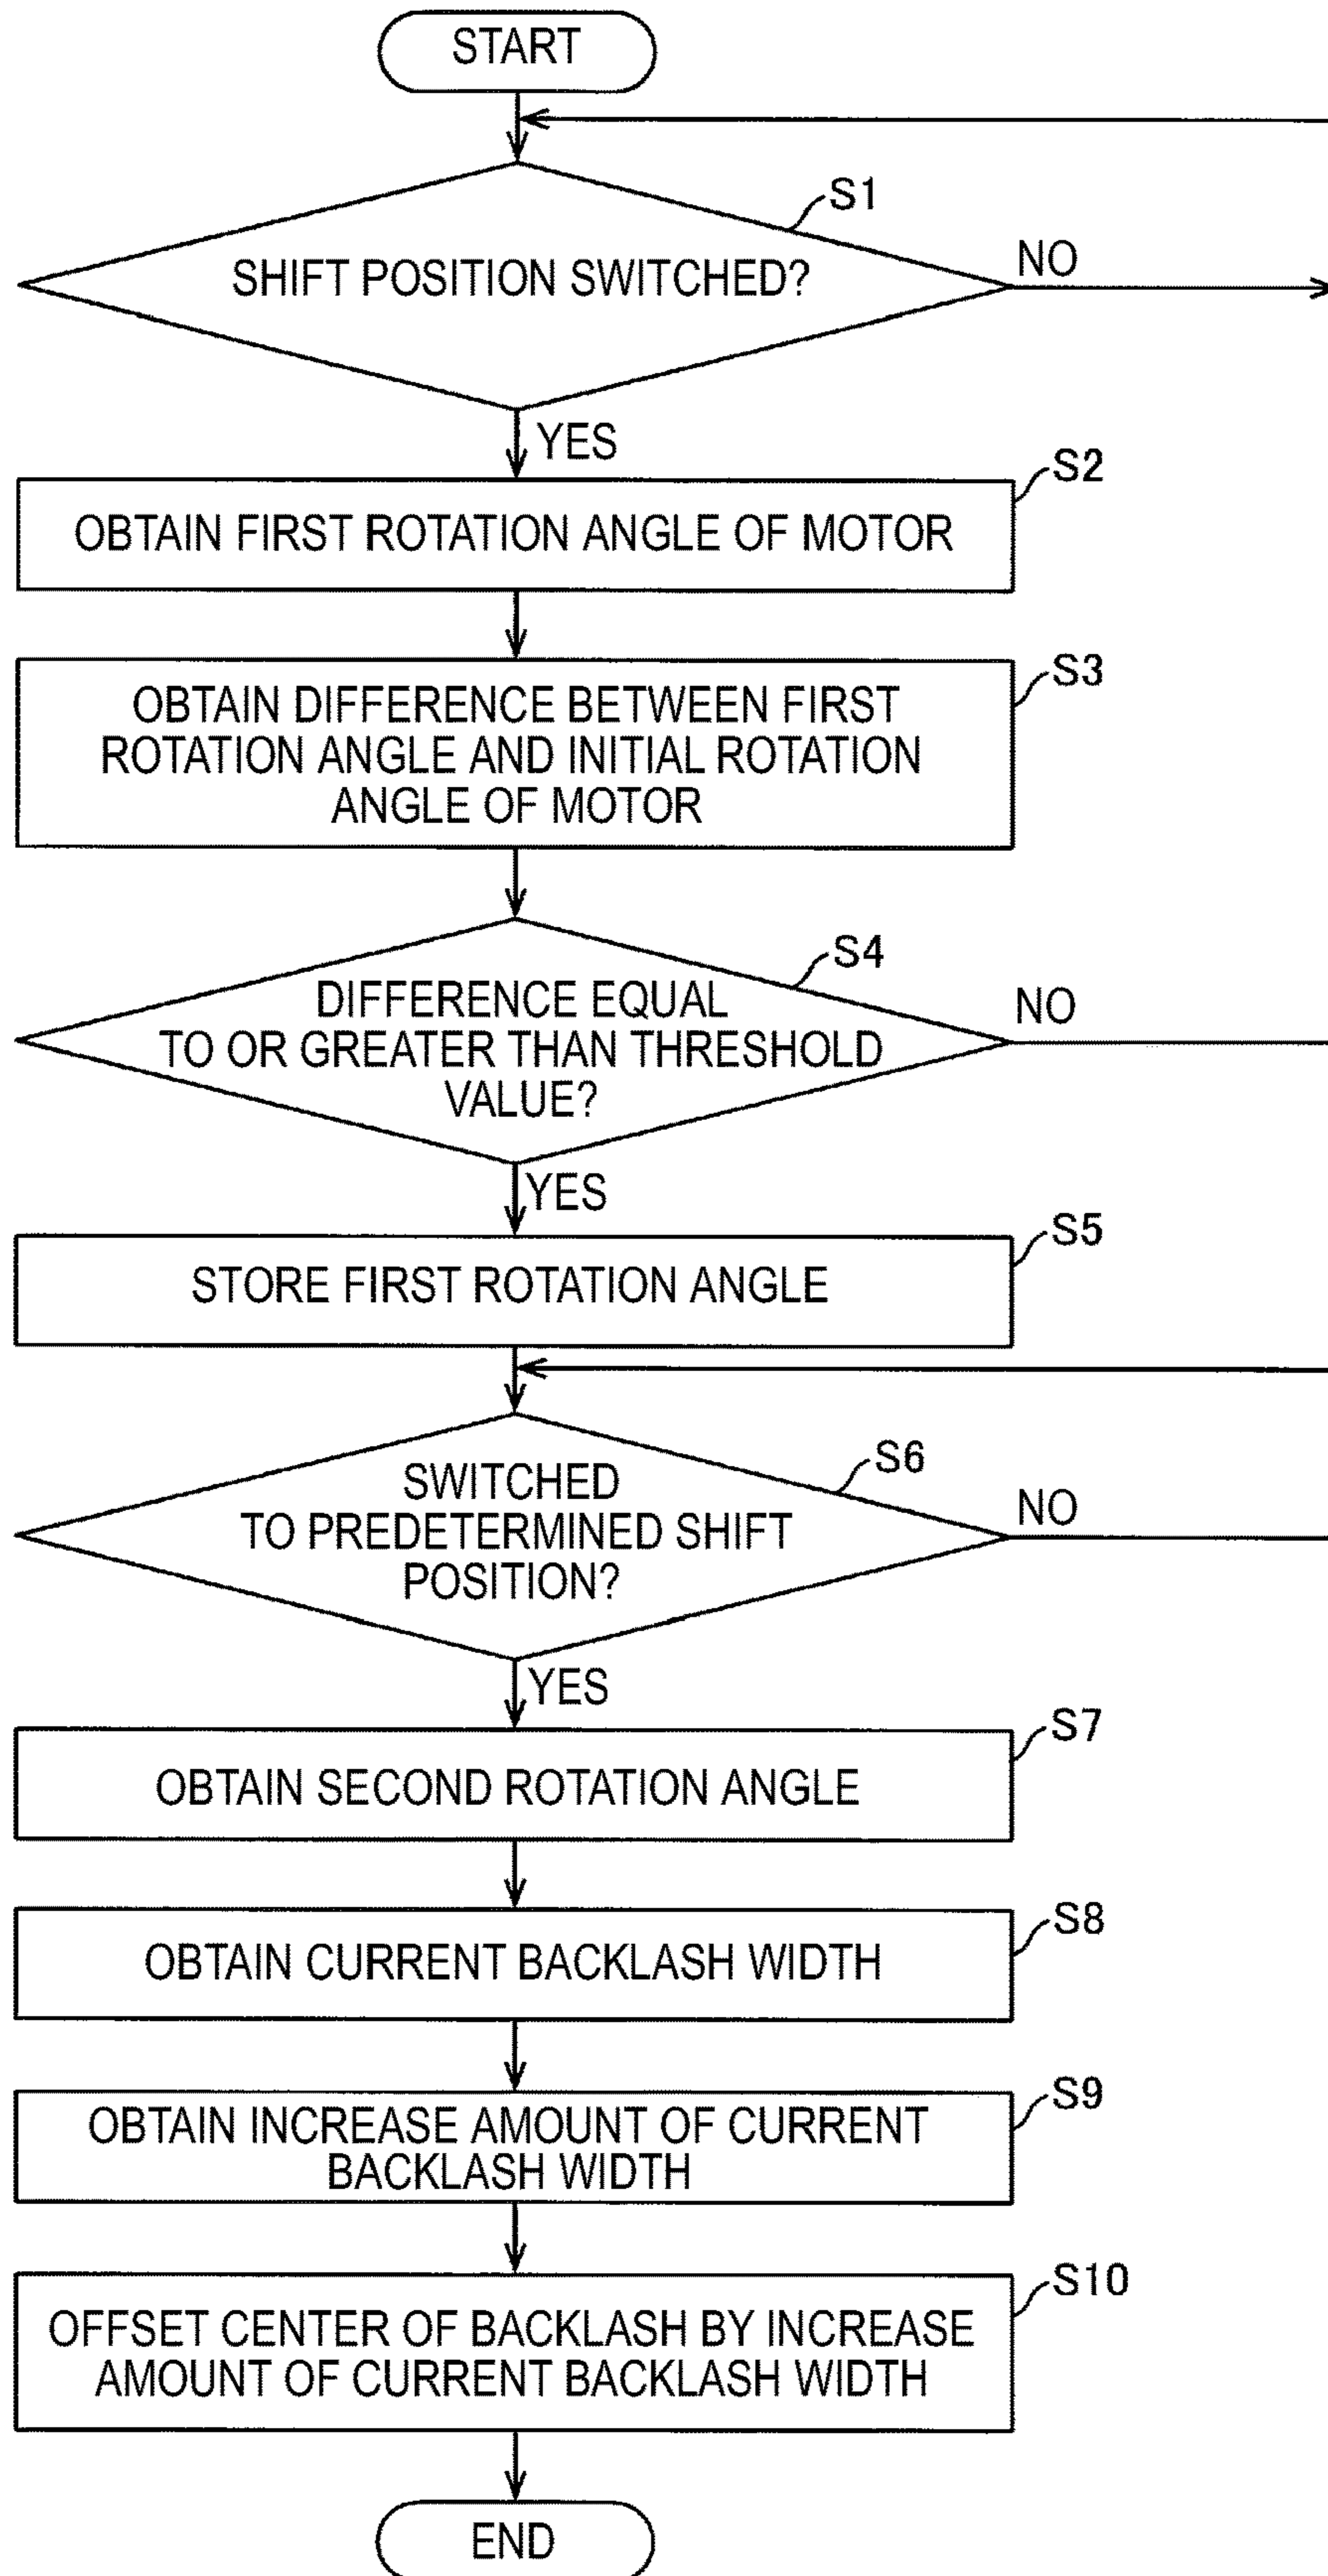 START
S1
SHIFT POSITION SWITCHED?
NO
YES
S2
OBTAIN FIRST ROTATION ANGLE OF MOTOR
S3
OBTAIN DIFFERENCE BETWEEN FIRST
ROTATION ANGLE AND INITIAL ROTATION
ANGLE OF MOTOR
S4
DIFFERENCE EQUAL
TO OR GREATER THAN THRESHOLD
VALUE?
NO
YES
S5
STORE FIRST ROTATION ANGLE
S6
SWITCHED
TO PREDETERMINED SHIFT
POSITION?
NO
YES
S7
OBTAIN SECOND ROTATION ANGLE
S8
OBTAIN CURRENT BACKLASH WIDTH
S9
OBTAIN INCREASE AMOUNT OF CURRENT
BACKLASH WIDTH
S10
OFFSET CENTER OF BACKLASH BY INCREASE
AMOUNT OF CURRENT BACKLASH WIDTH
END